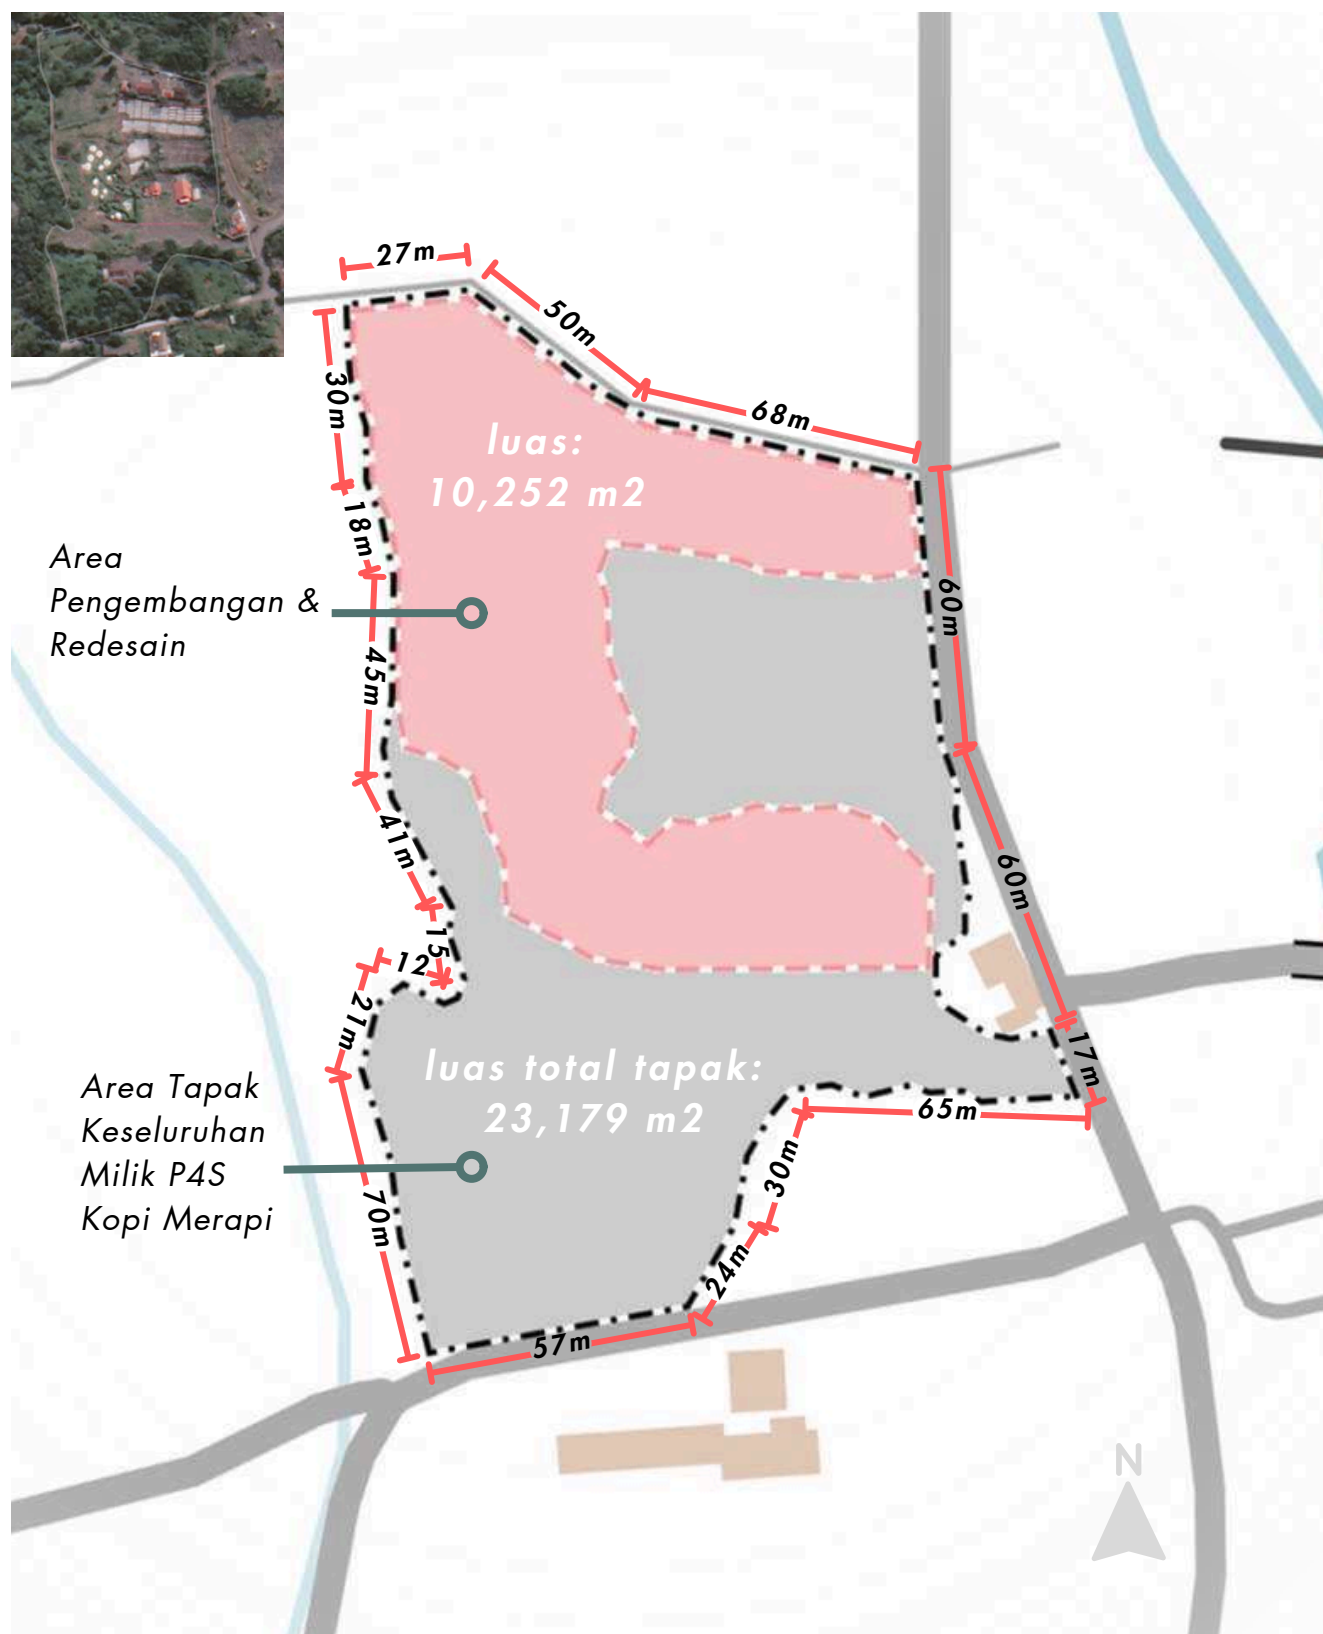 27m
50m
68m
30m
luas:
10,252 m2
18m
Area
Pengembangan &
Redesain
60m
45m
41m
60m
15
12
21m
17m
luas total tapak:
23,179 m2
Area Tapak
Keseluruhan
Milik P4S
Kopi Merapi
65m
30m
70m
24m
57m
N